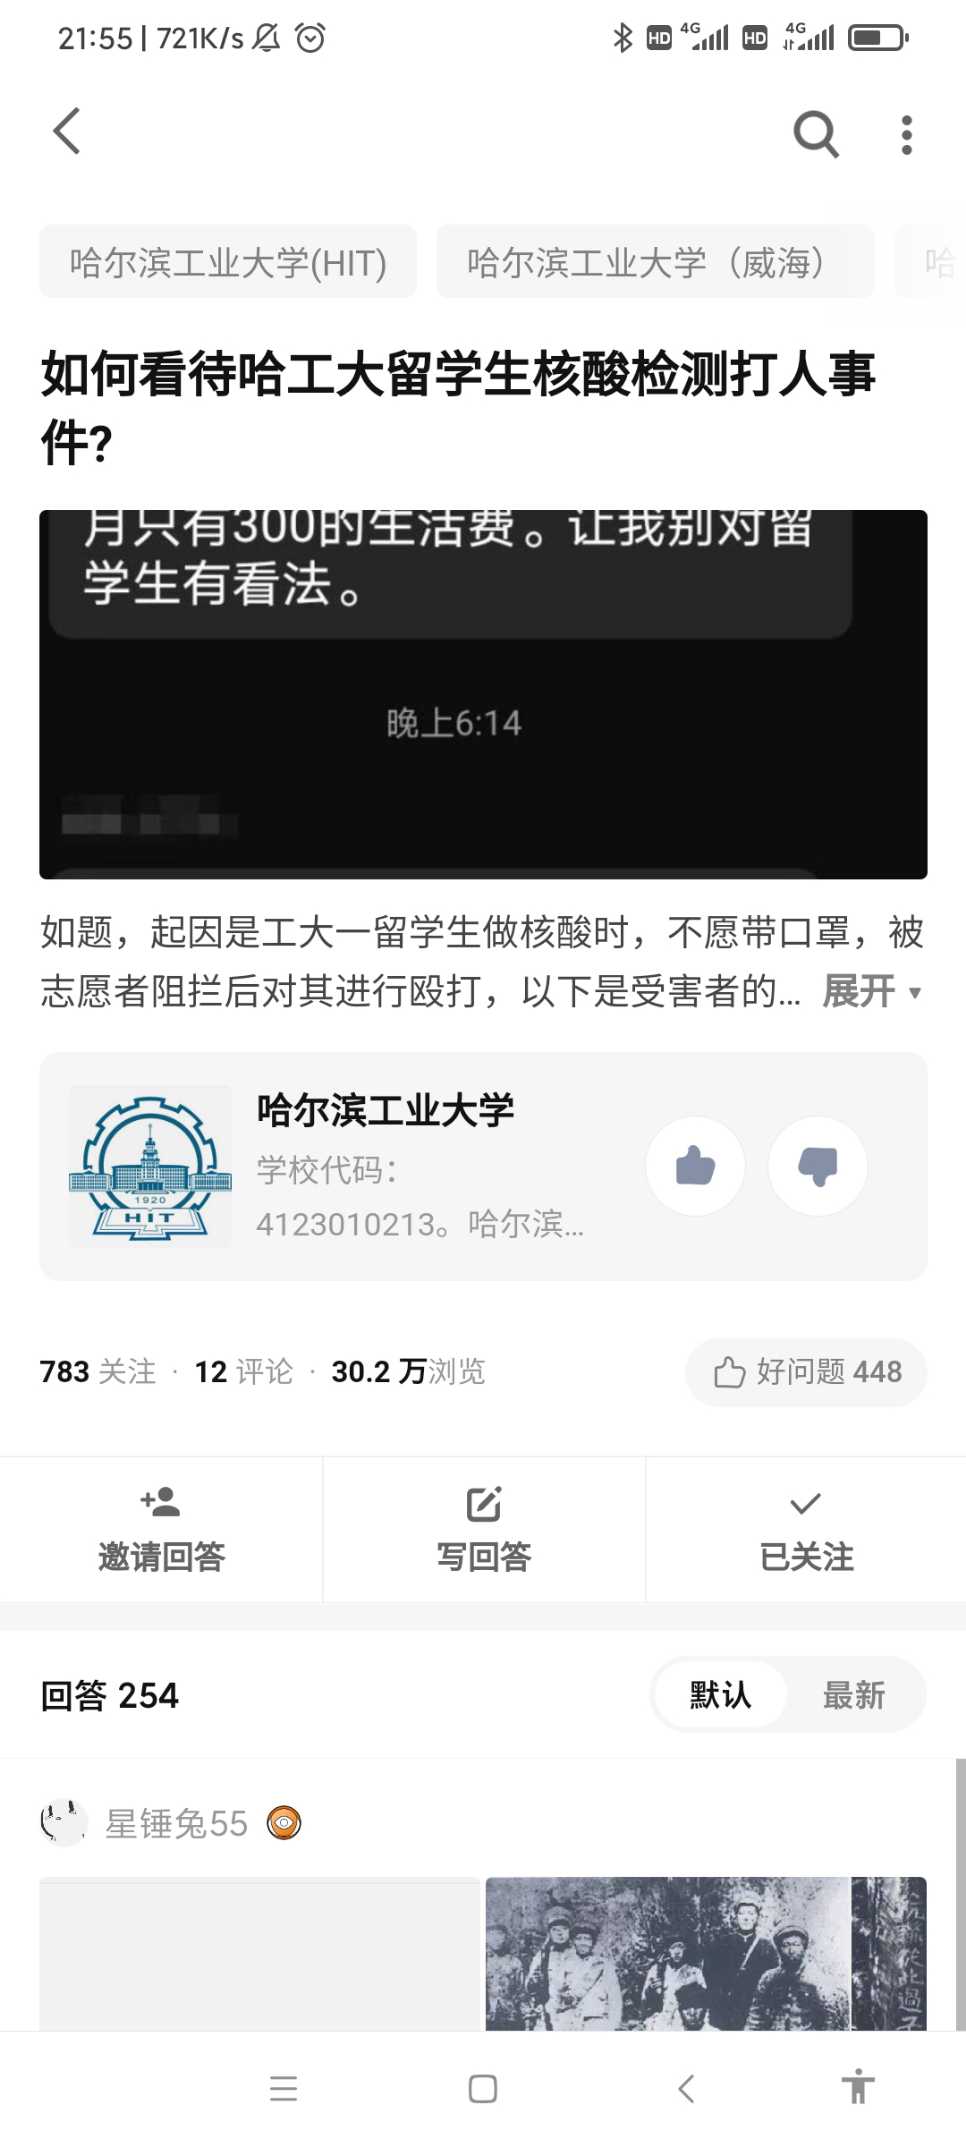 21:55 | 721K/s
HD 4G HD 4G
哈尔滨工业大学(HIT)
哈尔滨工业大学（威海）
哈
如何看待哈工大留学生核酸检测打人事
件?
月只有300的生活费。让我别对留
学生有看法。
晚上6:14
如题，起因是工大一留学生做核酸时，不愿带口罩，被
志愿者阻拦后对其进行殴打，以下是受害者的... 展开
哈尔滨工业大学
学校代码：
4123010213。哈尔滨...
1920
HIT
783 关注 · 12 评论 · 30.2 万浏览
好问题 448
邀请回答
写回答
已关注
回答 254
默认
最新
星锤兔55